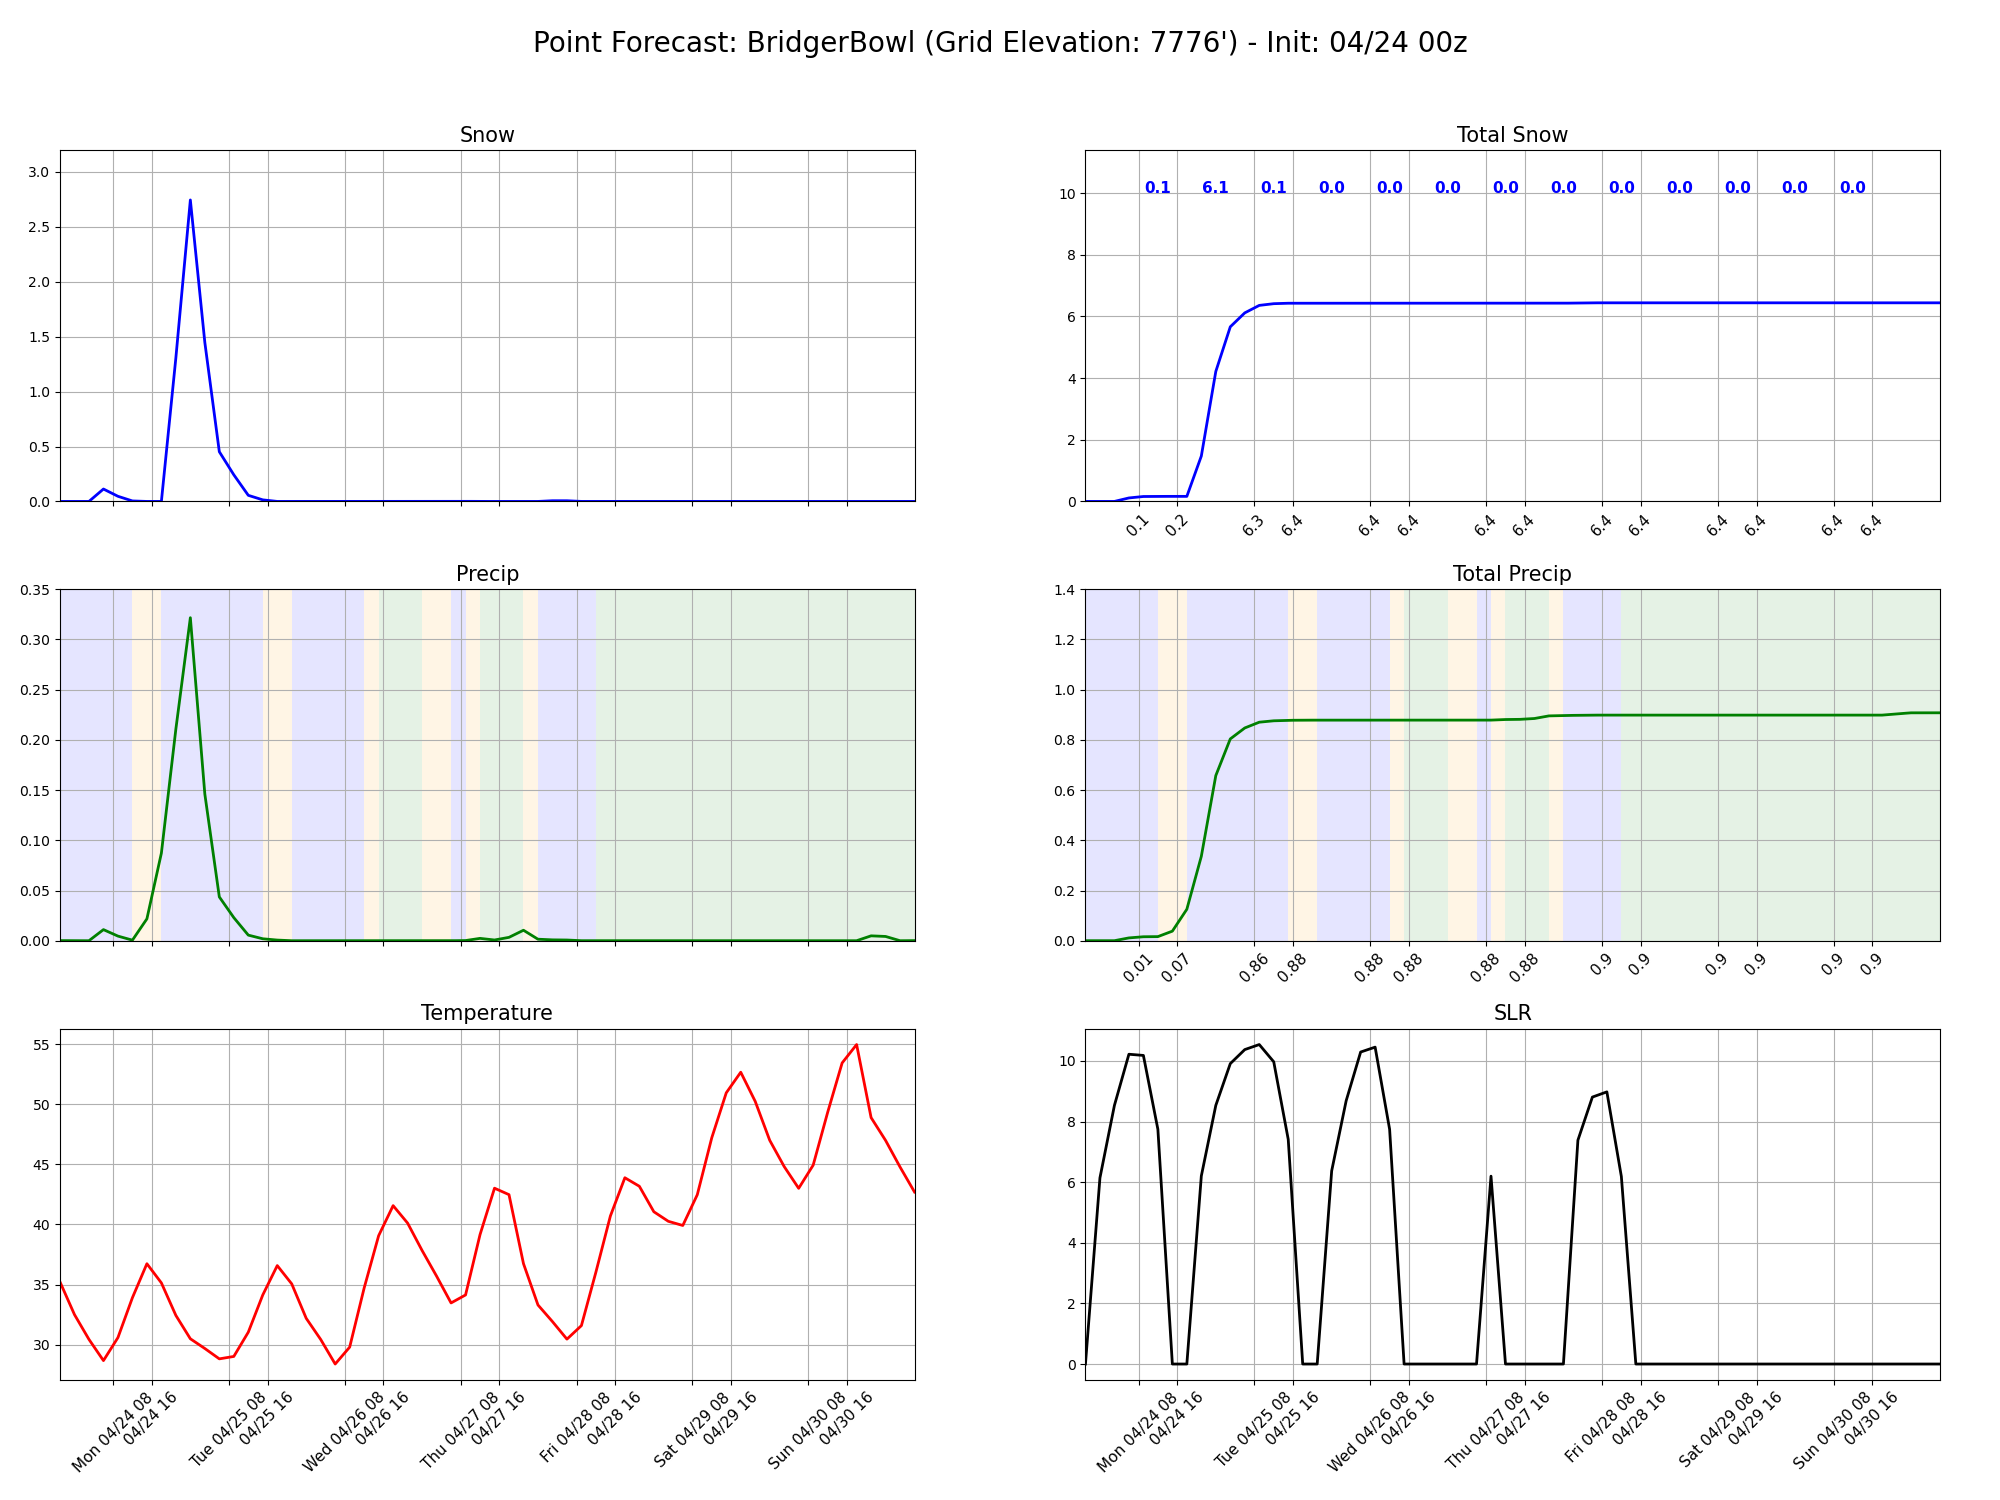 Point Forecast: BridgerBowl (Grid Elevation: 7776') - Init: 04/24 00z
Snow
3.0
2.5
2.0
1.5
1.0
0.5
0.0
Total Snow
0.1 6.1 0.1 0.0 0.0 0.0 0.0 0.0 0.0 0.0 0.0 0.0 0.0
10
8
6
4
2
0
0.1 0.2 6.3 6.4 6.4 6.4 6.4 6.4 6.4 6.4 6.4 6.4 6.4 6.4
Precip
0.35
0.30
0.25
0.20
0.15
0.10
0.05
0.00
Total Precip
1.4
1.2
1.0
0.8
0.6
0.4
0.2
0.0
0.01 0.07 0.86 0.88 0.88 0.88 0.88 0.88 0.9 0.9 0.9 0.9 0.9 0.9
Temperature
55
50
45
40
35
30
Mon 04/24 08
04/24 16
Tue 04/25 08
04/25 16
Wed 04/26 08
04/26 16
Thu 04/27 08
04/27 16
Fri 04/28 08
04/28 16
Sat 04/29 08
04/29 16
Sun 04/30 08
04/30 16
SLR
10
8
6
4
2
0
Mon 04/24 08
04/24 16
Tue 04/25 08
04/25 16
Wed 04/26 08
04/26 16
Thu 04/27 08
04/27 16
Fri 04/28 08
04/28 16
Sat 04/29 08
04/29 16
Sun 04/30 08
04/30 16